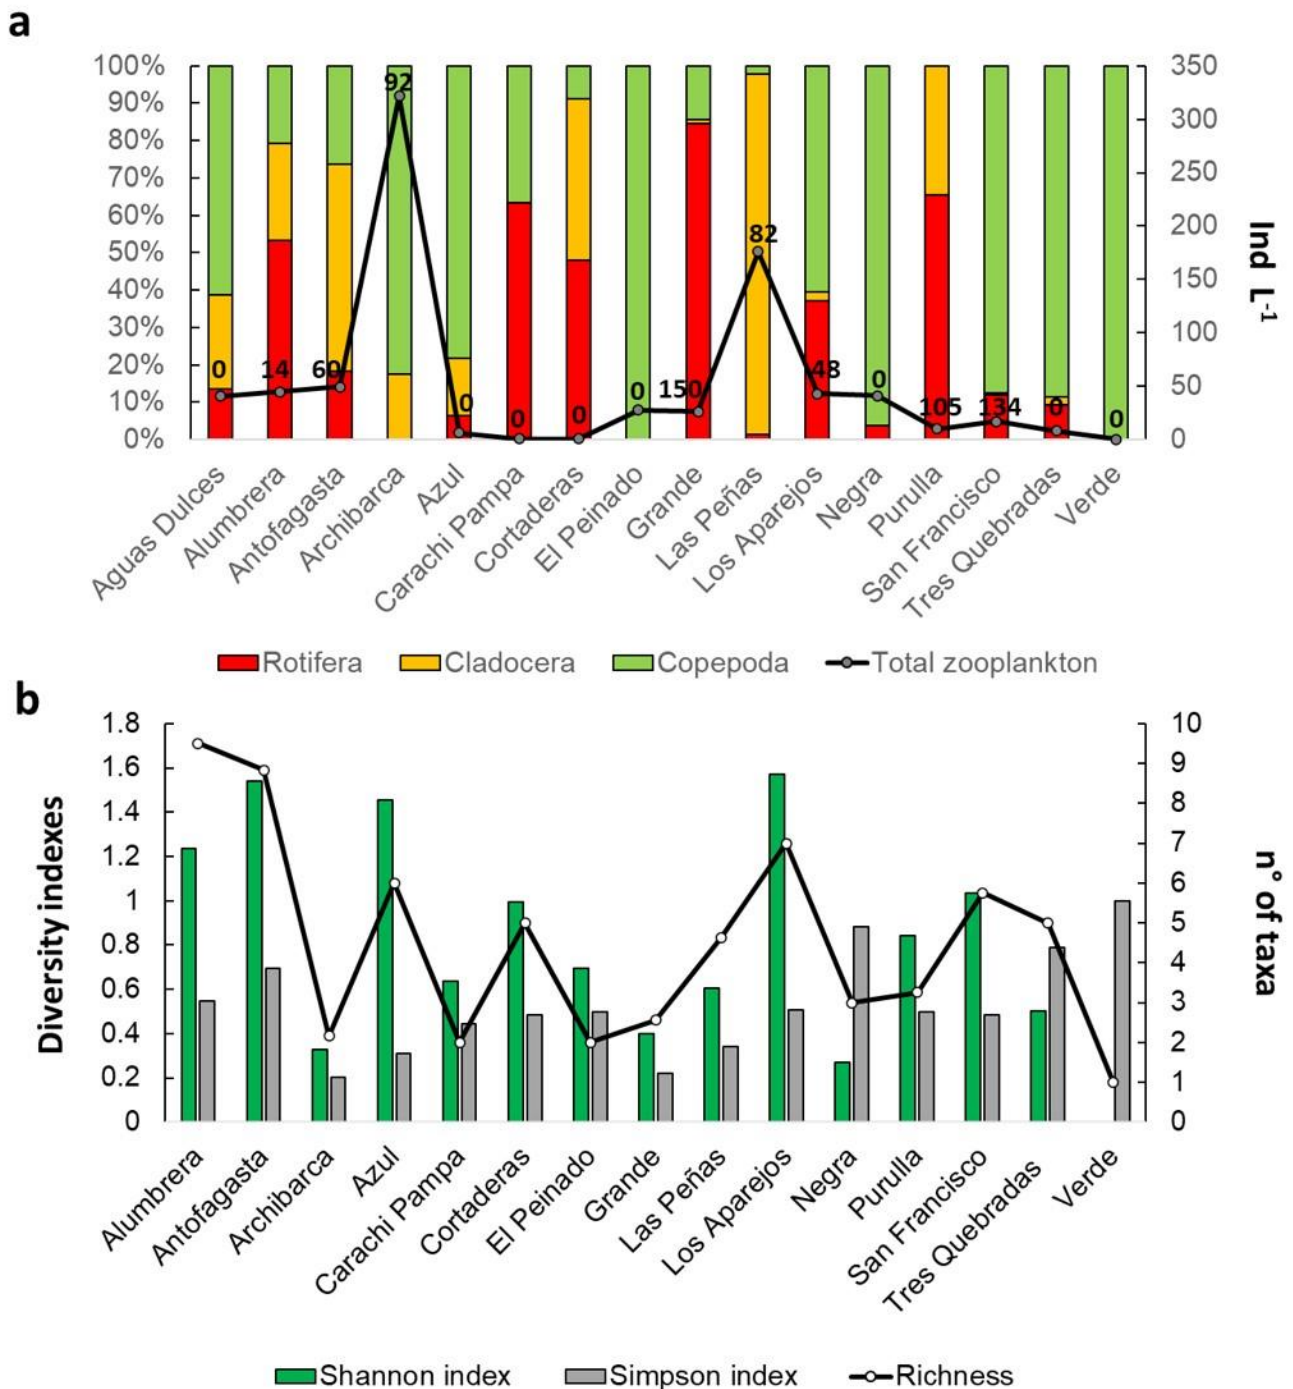 a
100% 350
90% 300
80% 250
70% 200
60% 150
50% 100
40% 50
30% 0
20%
10%
0%
Ind L-1
0 14 60 92 0 0 0 0 150 82 48 0 105 134 0 0
Aguas Dulces Alumbrera Antofagasta Archibarca Azul Carachi Pampa Cortaderas El Peinado Grande Las Peñas Los Aparejos Negra Purulla San Francisco Tres Quebradas Verde
Rotifera Cladocera Copepoda Total zooplankton
b
1.8 10
1.6 9
1.4 8
1.2 7
1 6
0.8 5
0.6 4
0.4 3
0.2 2
0 1
0
Diversity indexes
n° of taxa
Alumbrera Antofagasta Archibarca Azul Carachi Pampa Cortaderas El Peinado Grande Las Peñas Los Aparejos Negra Purulla San Francisco Tres Quebradas Verde
Shannon index Simpson index Richness